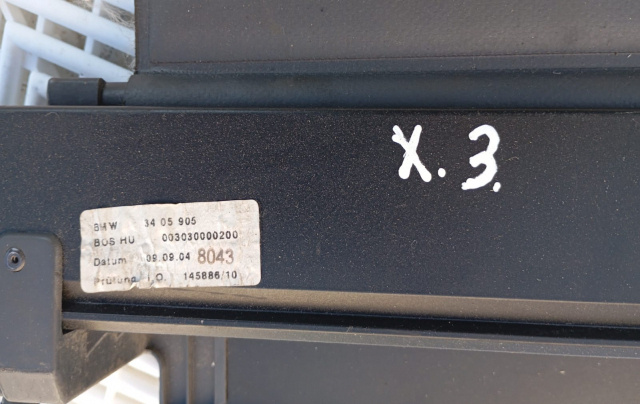 X.3.
BMW 34 05 905
BOS HU 003030000200
Datum 09.09.04 8043
Prüfung I.O. 145886/10